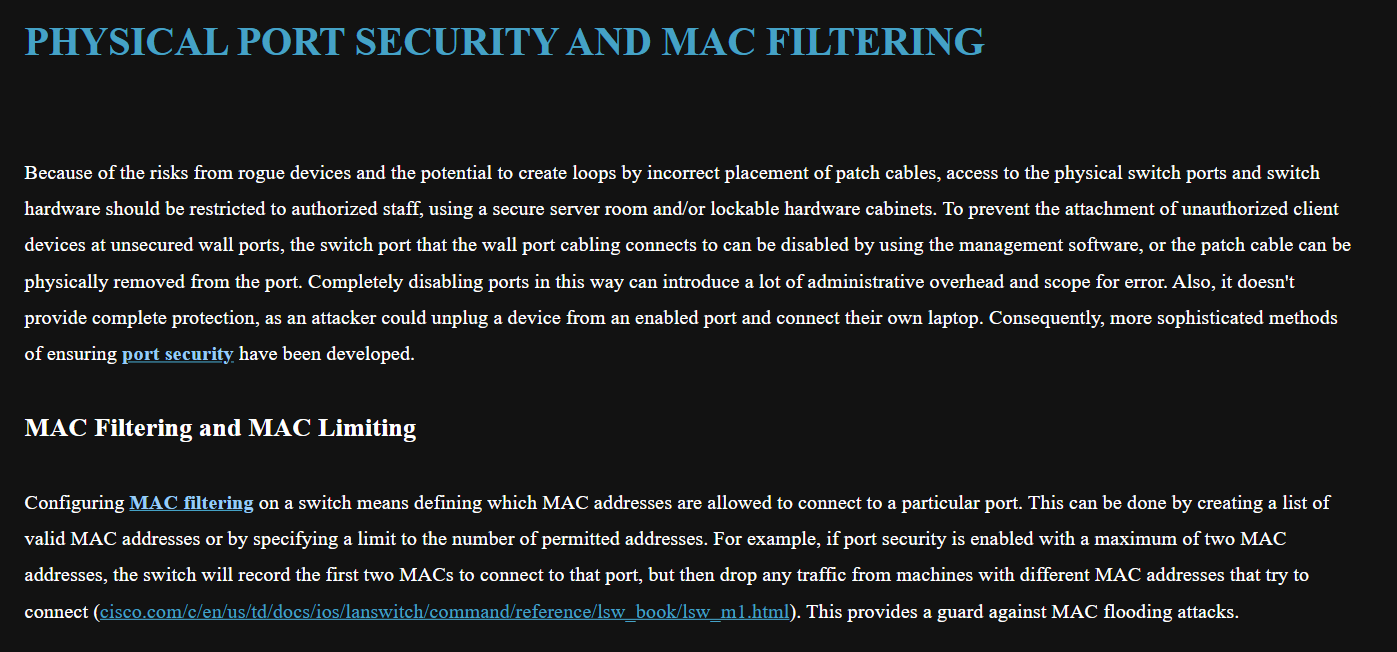 PHYSICAL PORT SECURITY AND MAC FILTERING
Because of the risks from rogue devices and the potential to create loops by incorrect placement of patch cables, access to the physical switch ports and switch
hardware should be restricted to authorized staff, using a secure server room and/or lockable hardware cabinets. To prevent the attachment of unauthorized client
devices at unsecured wall ports, the switch port that the wall port cabling connects to can be disabled by using the management software, or the patch cable can be
physically removed from the port. Completely disabling ports in this way can introduce a lot of administrative overhead and scope for error. Also, it doesn't
provide complete protection, as an attacker could unplug a device from an enabled port and connect their own laptop. Consequently, more sophisticated methods
of ensuring port security have been developed.
MAC Filtering and MAC Limiting
Configuring MAC filtering on a switch means defining which MAC addresses are allowed to connect to a particular port. This can be done by creating a list of
valid MAC addresses or by specifying a limit to the number of permitted addresses. For example, if port security is enabled with a maximum of two MAC
addresses, the switch will record the first two MACs to connect to that port, but then drop any traffic from machines with different MAC addresses that try to
connect (cisco.com/c/en/us/td/docs/ios/lanswitch/command/reference/lsw_book/lsw_m1.html). This provides a guard against MAC flooding attacks.